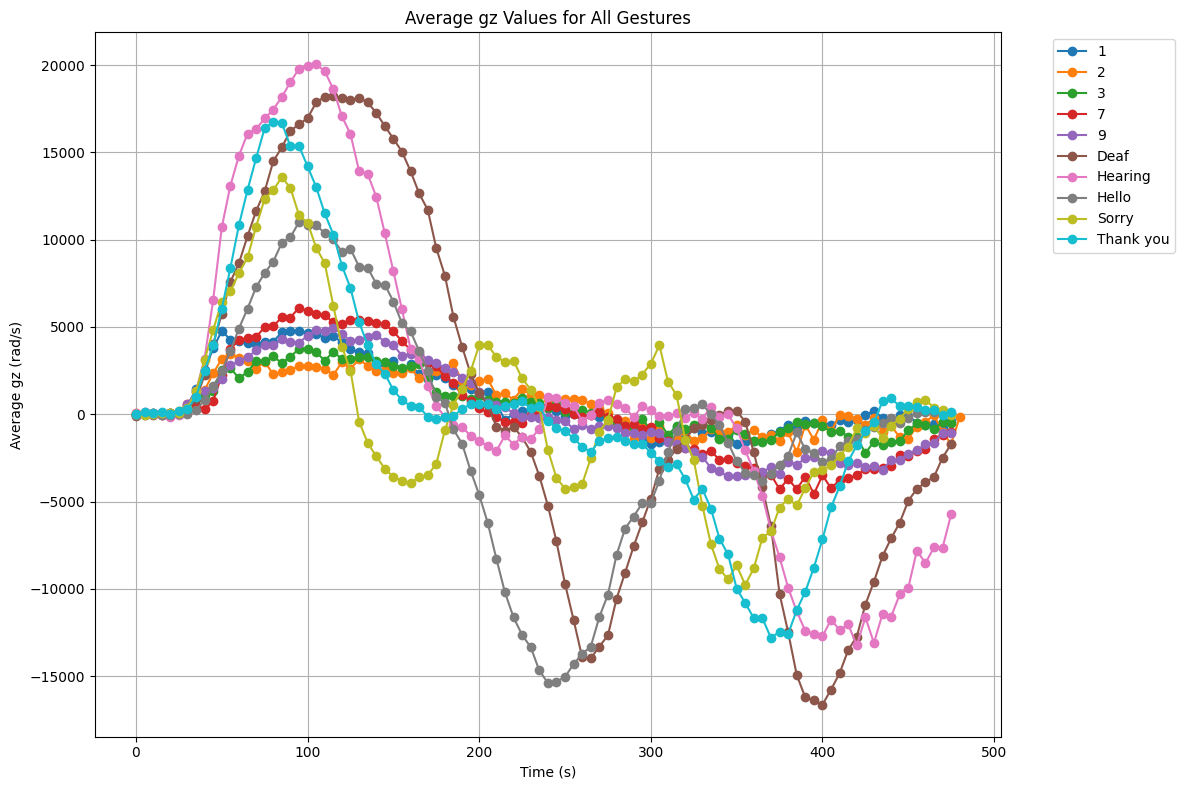 Average gz Values for All Gestures
Average gz (rad/s)
20000
15000
10000
5000
0
−5000
−10000
−15000
0 100 200 300 400 500
Time (s)
1
2
3
7
9
Deaf
Hearing
Hello
Sorry
Thank you